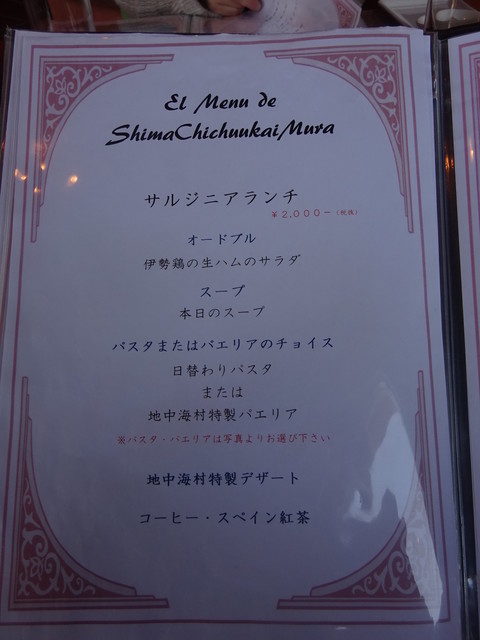 El Menu de
ShimaChichuukaiMura
サルジニアランチ
￥2,000－（税抜）
オードブル
伊勢鶏の生ハムのサラダ
スープ
本日のスープ
パスタまたはパエリアのチョイス
日替わりパスタ
または
地中海村特製パエリア
※パスタ・パエリアは写真よりお選び下さい
地中海村特製デザート
コーヒー・スペイン紅茶